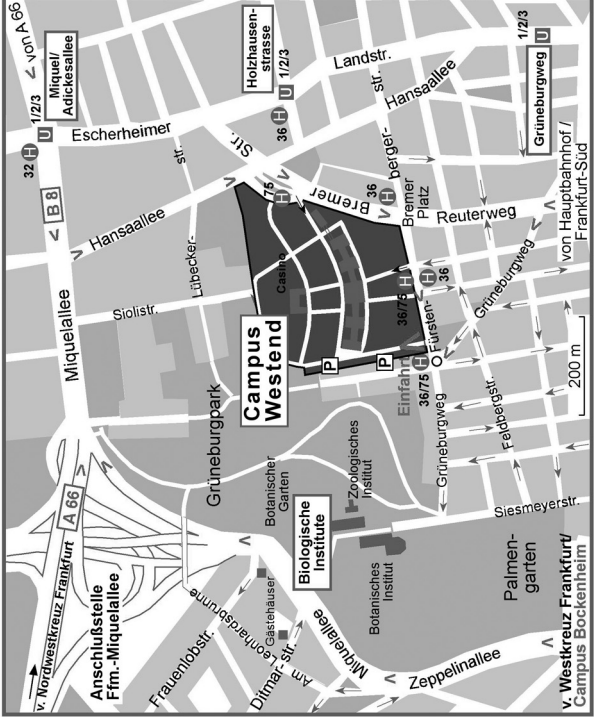 v. Nordwestkreuz Frankfurt
A 66
Anschlußstelle
Ffm.-Miquelallee
Miquelallee
B 8
von A 66
32 H
U 1/2/3
Miquel/
Adickesallee
Escherheimer
Landstr.
Holzhausen-
strasse
U 1/2/3
36 H
Hansaallee
Hansaallee
Siolistr.
Lübecker-
str.
Str.
Bremer
75
H
Casino
Campus
Westend
P
P
Einfahrt
36/75
H
36/75
H
H
36
36
H
Bremer
Platz
Fürsten-
berger-
str.
Reuterweg
Grüneburgweg
Grüneburgweg
U 1/2/3
Grüneburgweg
von Hauptbahnhof /
Frankfurt-Süd
200 m
Feldbergstr.
Siesmeyerstr.
Grüneburgpark
Botanischer
Garten
Zoologisches
Institut
Biologische
Institute
Botanisches
Institut
Palmen-
garten
Gästehäuser
Am
Leonhardsbrunne
Frauenlobstr.
Ditmar-
str.
Miquelallee
Zeppelinallee
v. Westkreuz Frankfurt/
Campus Bockenheim